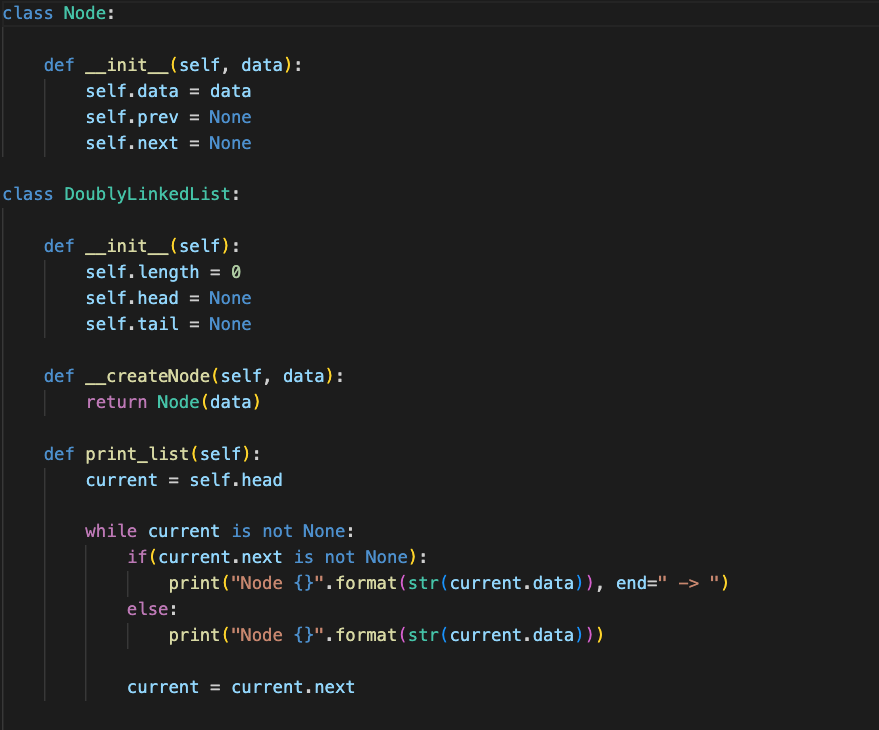 class Node:
    def __init__(self, data):
        self.data = data
        self.prev = None
        self.next = None
class DoublyLinkedList:
    def __init__(self):
        self.length = 0
        self.head = None
        self.tail = None
    def __createNode(self, data):
        return Node(data)
    def print_list(self):
        current = self.head
        while current is not None:
            if(current.next is not None):
                print("Node {}".format(str(current.data)), end=" -> ")
            else:
                print("Node {}".format(str(current.data)))
            current = current.next